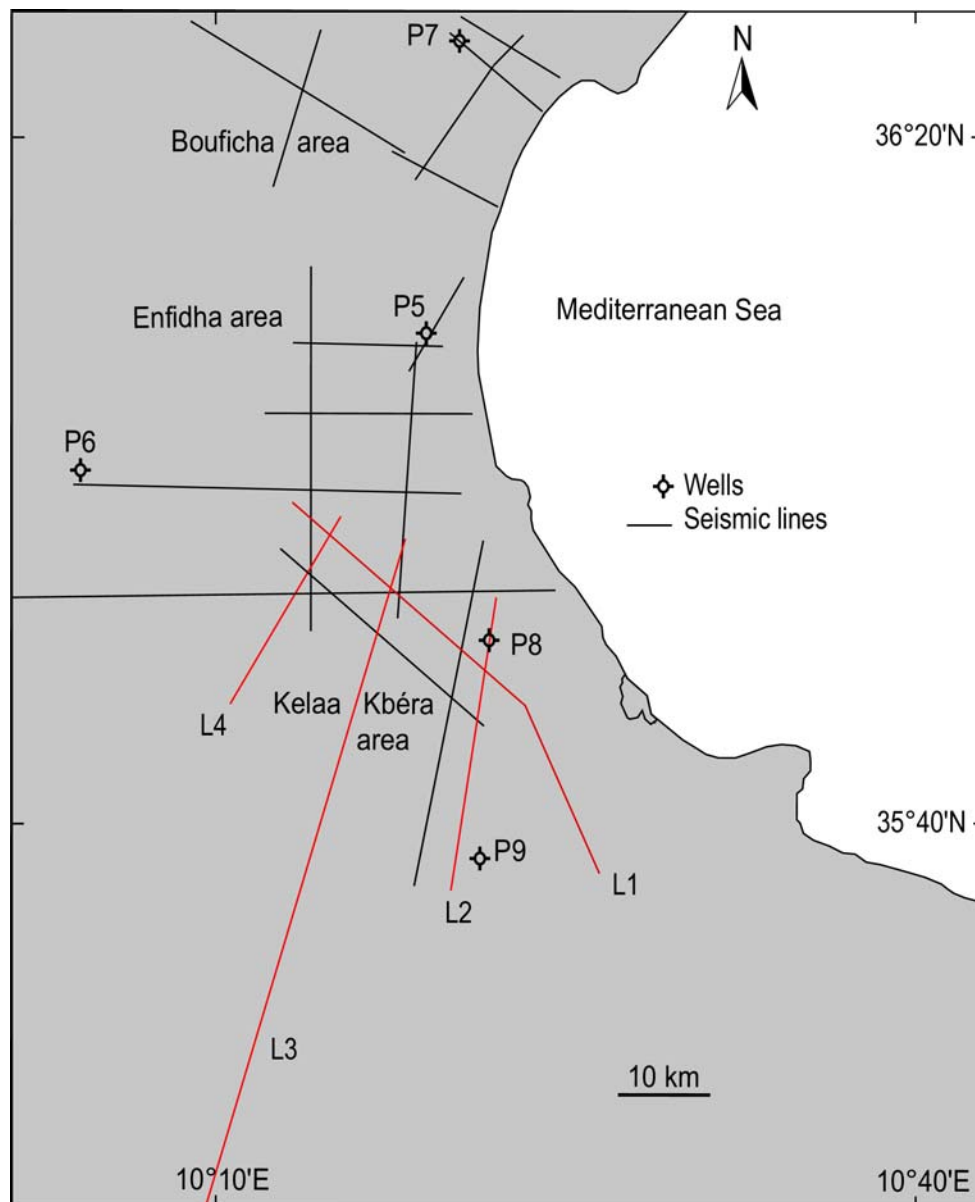 P7
N
Bouficha area
36°20'N
Enfidha area
P5
Mediterranean Sea
P6
Wells
Seismic lines
P8
Kelaa Kbéra
area
L4
35°40'N
P9
L1
L2
L3
10 km
10°10'E
10°40'E